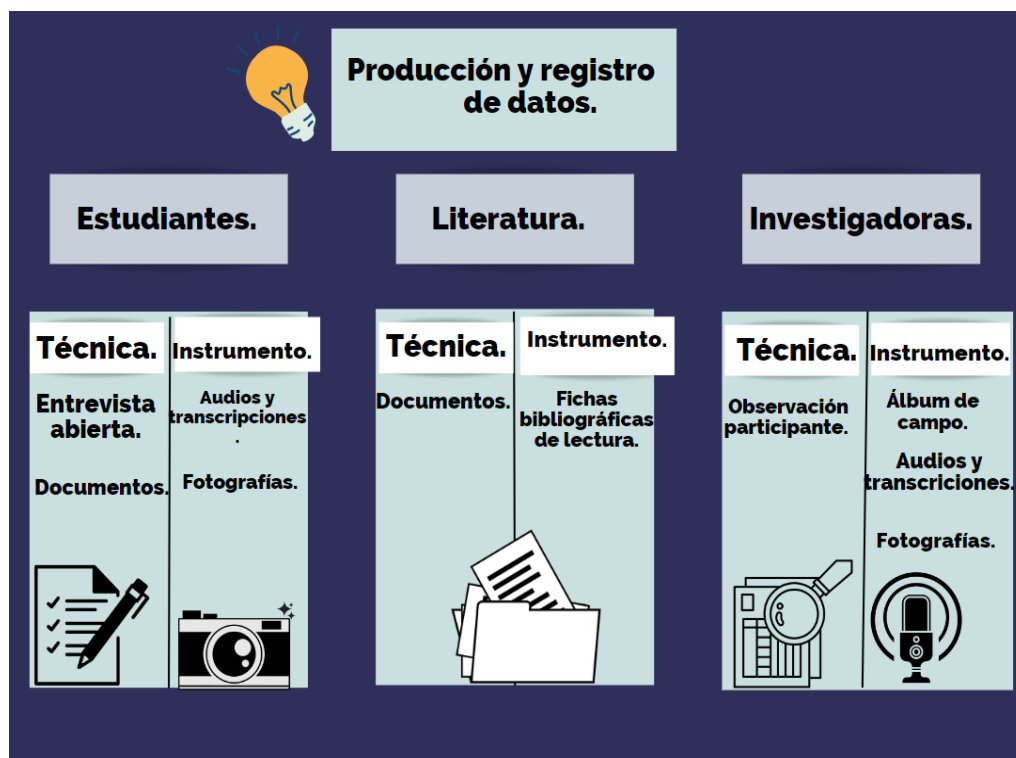 Producción y registro
de datos.
Estudiantes.
Literatura.
Investigadoras.
Técnica.
Instrumento.
Entrevista
abierta.
Audios y
transcripciones
.
Documentos.
Fotografías.
Técnica.
Instrumento.
Documentos.
Fichas
bibliográficas
de lectura.
Técnica.
Instrumento.
Observación
participante.
Álbum de
campo.
Audios y
transcriciones.
Fotografías.